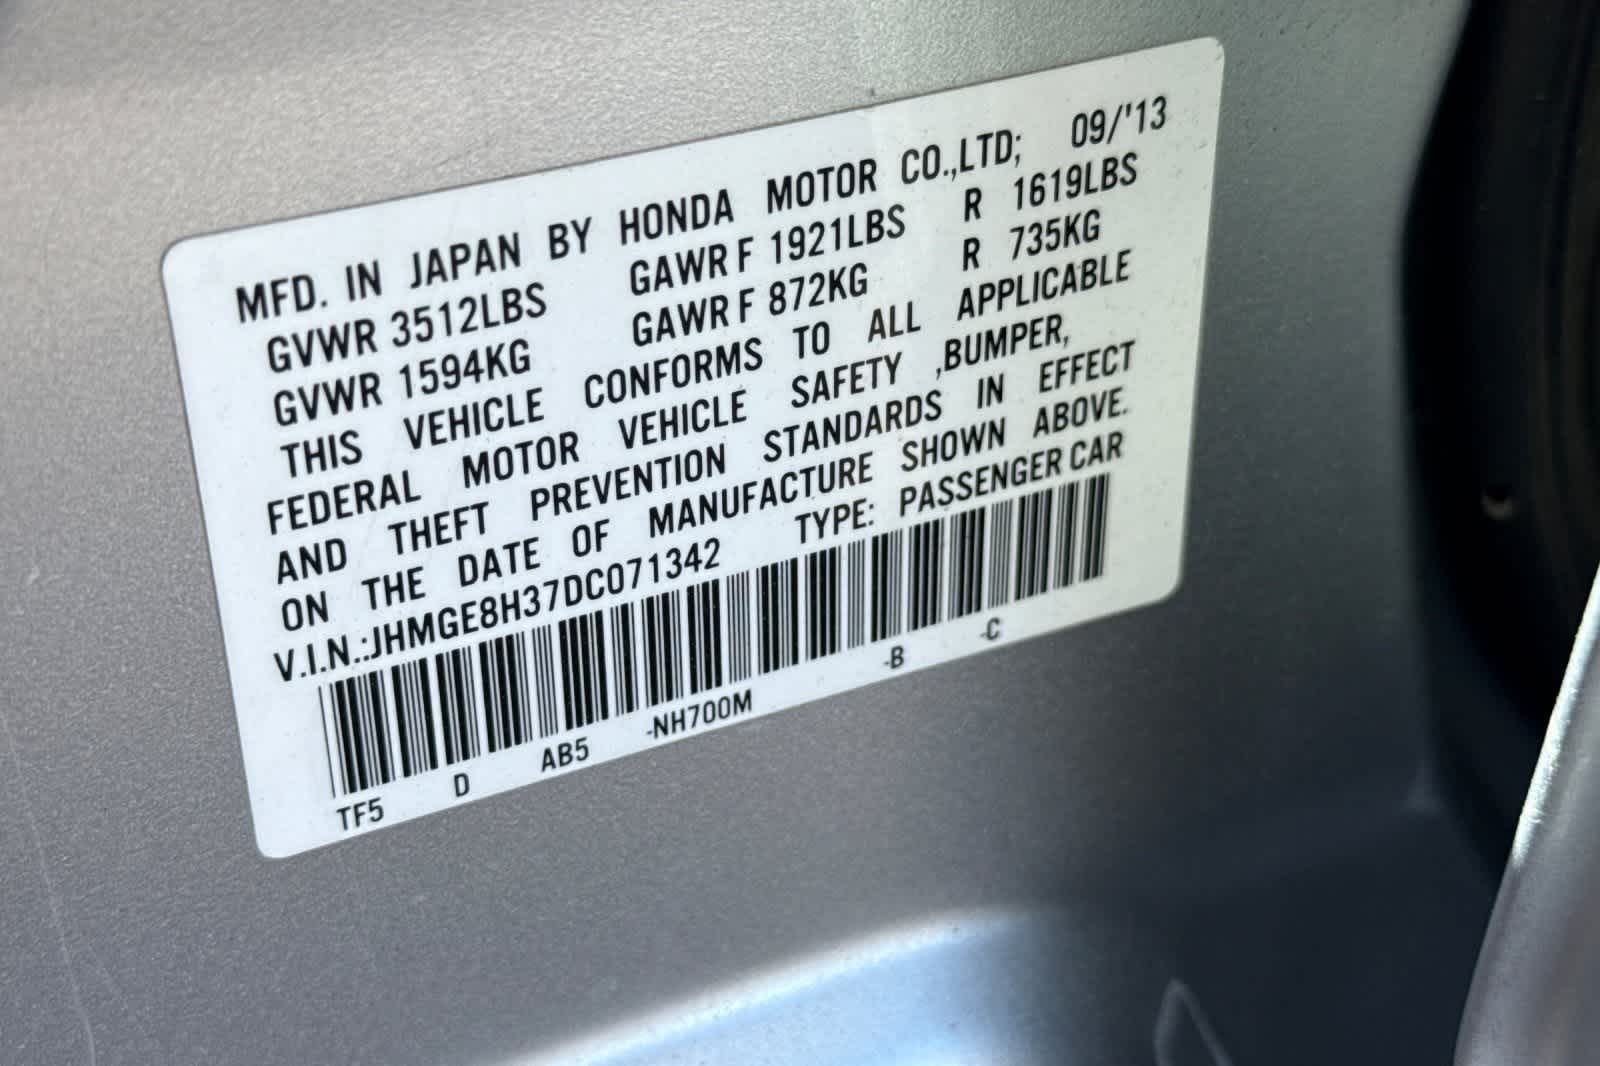 MFD. IN JAPAN BY HONDA MOTOR CO.,LTD; 09/'13
GVWR 3512LBS GAWR F 1921LBS R 1619LBS
GVWR 1594KG GAWR F 872KG R 735KG
THIS VEHICLE CONFORMS TO ALL APPLICABLE
FEDERAL MOTOR VEHICLE SAFETY ,BUMPER,
AND THEFT PREVENTION STANDARDS IN EFFECT
ON THE DATE OF MANUFACTURE SHOWN ABOVE.
V.I.N.:JHMGE8H37DC071342 TYPE: PASSENGER CAR
TF5 D AB5 -NH700M -B -C